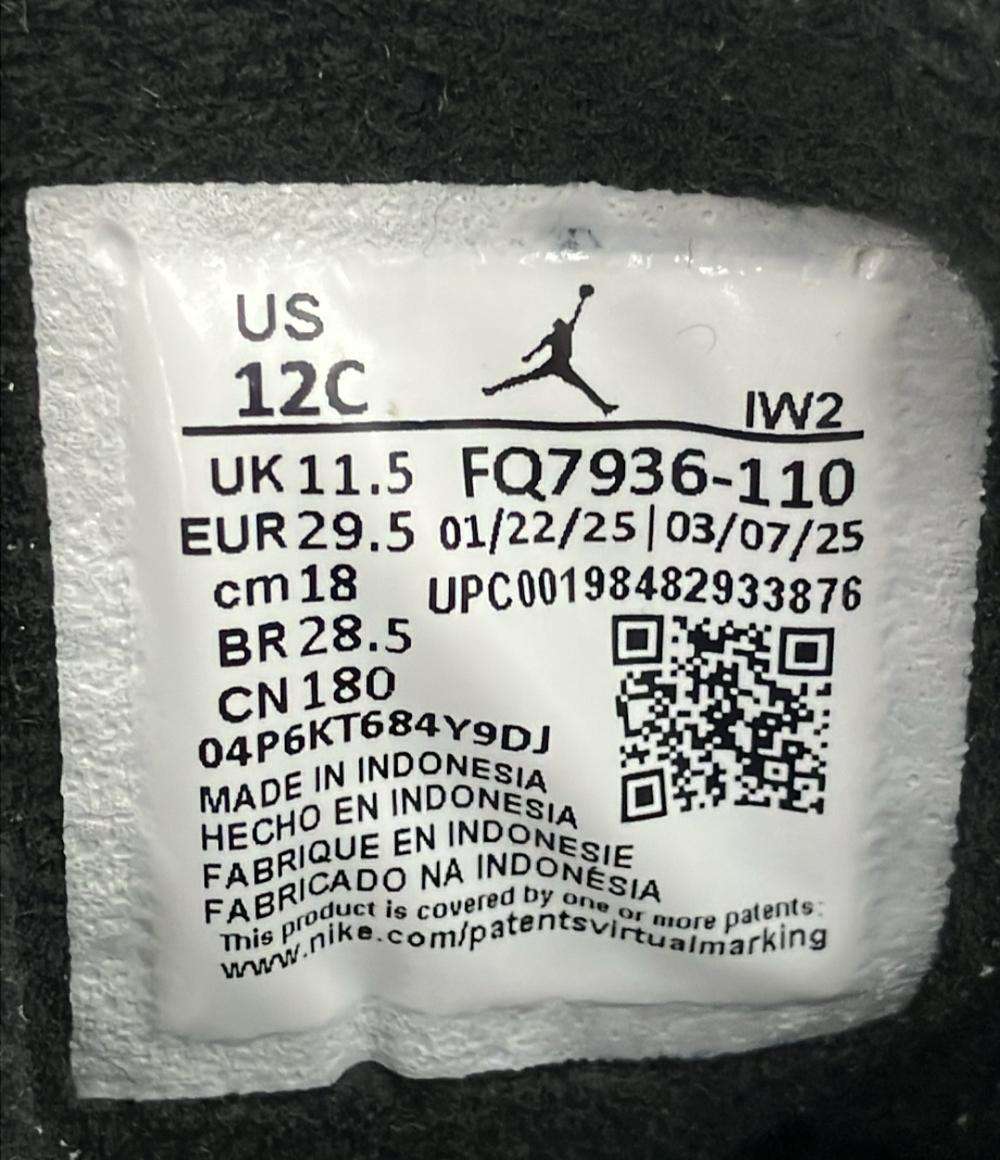 US
12C
IW2
UK 11.5 FQ7936-110
EUR 29.5 01/22/25 | 03/07/25
cm 18 UPC00198482933876
BR 28.5
CN 180
04P6KT684Y9DJ
MADE IN INDONESIA
HECHO EN INDONESIA
FABRIQUE EN INDONESIE
FABRICADO NA INDONÉSIA
This product is covered by one or more patents:
www.nike.com/patentsvirtualmarking